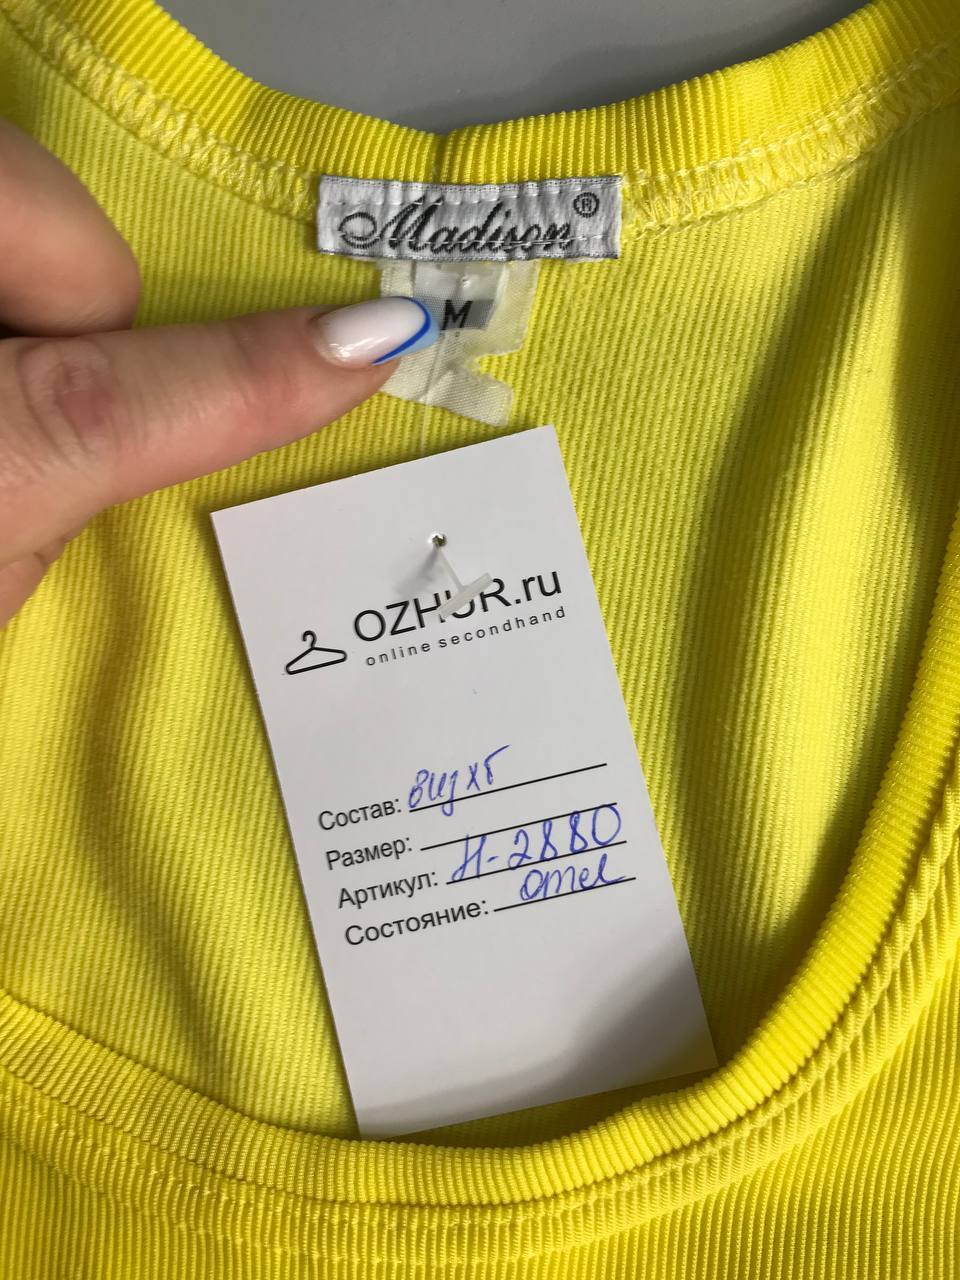 Madison®
M
OZHUR.ru
online secondhand
Состав: виз хб
Размер:
Артикул: H-2880
Состояние: отл